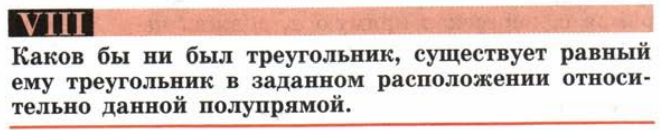 VIII
Каков бы ни был треугольник, существует равный
ему треугольник в заданном расположении относи-
тельно данной полупрямой.